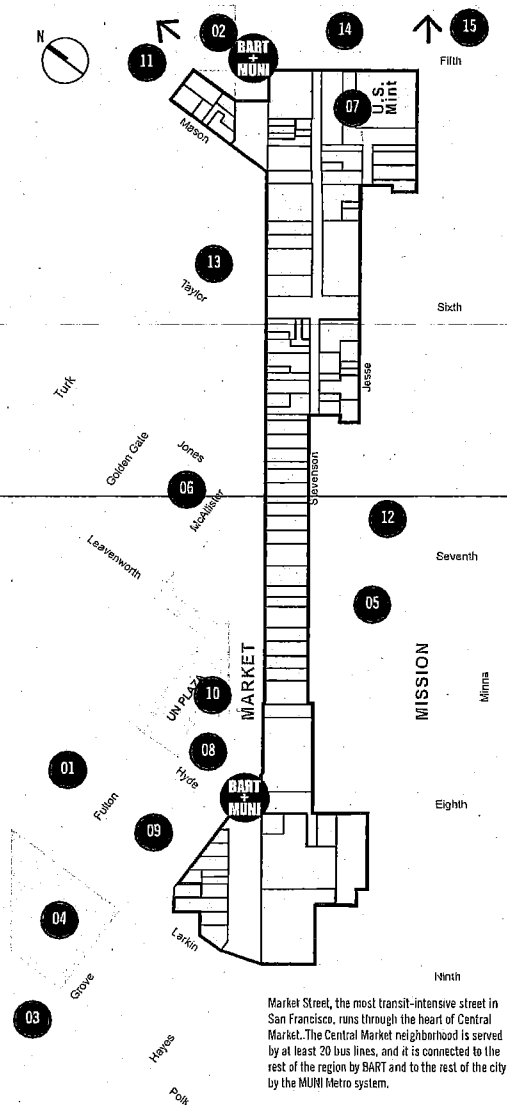 02
14
15
N
BART
+
MUNI
11
Fifth
07
U.S.
Mint
Mason
13
Taylor
Sixth
Jesse
Turk
Golden Gate
Jones
Stevenson
06
McAllister
12
Leavenworth
Seventh
05
MARKET
MISSION
Minna
UN PLAZA
10
08
01
Hyde
BART
+
MUNI
Fulton
Eighth
09
04
Larkin
Ninth
Grove
03
Hayes
Polk
Market Street, the most transit-intensive street in
San Francisco, runs through the heart of Central
Market. The Central Market neighborhood is served
by at least 20 bus lines, and it is connected to the
rest of the region by BART and to the rest of the city
by the MUNI Metro system.